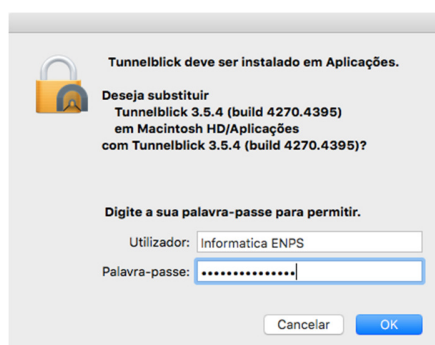 Tunnelblick deve ser instalado em Aplicações.
Deseja substituir
Tunnelblick 3.5.4 (build 4270.4395)
em Macintosh HD/Aplicações
com Tunnelblick 3.5.4 (build 4270.4395)?
Digite a sua palavra-passe para permitir.
Utilizador: Informatica ENPS
Palavra-passe: •••••••••••••••
Cancelar OK